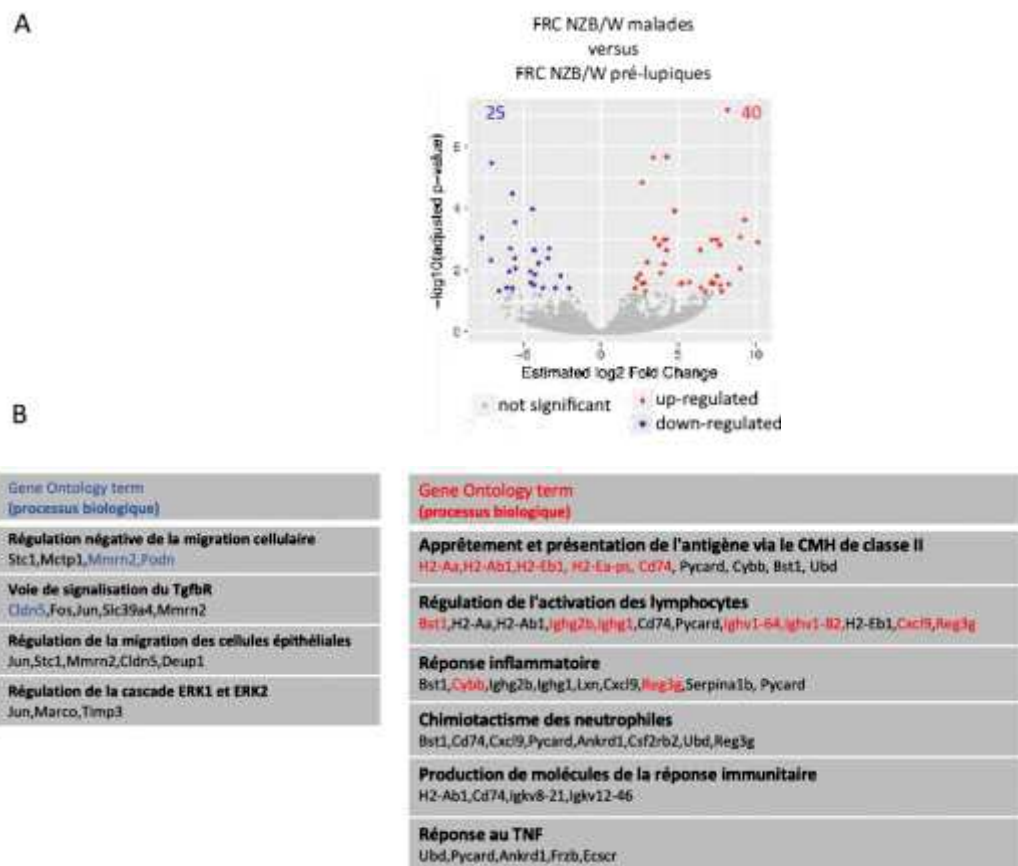 A
FRC NZB/W malades
versus
FRC NZB/W pré-lupiques
25
40
-log10(adjusted p-value)
6
4
2
0
-5
0
5
10
Estimated log2 Fold Change
not significant
up-regulated
down-regulated
B
Gene Ontology term
(processus biologique)
Régulation négative de la migration cellulaire
Stc1,Mctp1,Mmrn2,Podn
Voie de signalisation du TgfbR
Cldn5,Fos,Jun,Slc39a4,Mmrn2
Régulation de la migration des cellules épithéliales
Jun,Stc1,Mmrn2,Cldn5,Deup1
Régulation de la cascade ERK1 et ERK2
Jun,Marco,Timp3
Gene Ontology term
(processus biologique)
Apprêtement et présentation de l'antigène via le CMH de classe II
H2-Aa,H2-Ab1,H2-Eb1, H2-Ea-ps, Cd74, Pycard, Cybb, Bst1, Ubd
Régulation de l'activation des lymphocytes
Bst1,H2-Aa,H2-Ab1,Ighg2b,Ighg1,Cd74,Pycard,Ighv1-64,Ighv1-82,H2-Eb1,Cxcl9,Reg3g
Réponse inflammatoire
Bst1,Cybb,Ighg2b,Ighg1,Lxn,Cxcl9,Reg3g,Serpina1b, Pycard
Chimiotactisme des neutrophiles
Bst1,Cd74,Cxcl9,Pycard,Ankrd1,Csf2rb2,Ubd,Reg3g
Production de molécules de la réponse immunitaire
H2-Ab1,Cd74,Igkv8-21,Igkv12-46
Réponse au TNF
Ubd,Pycard,Ankrd1,Frzb,Ecscr